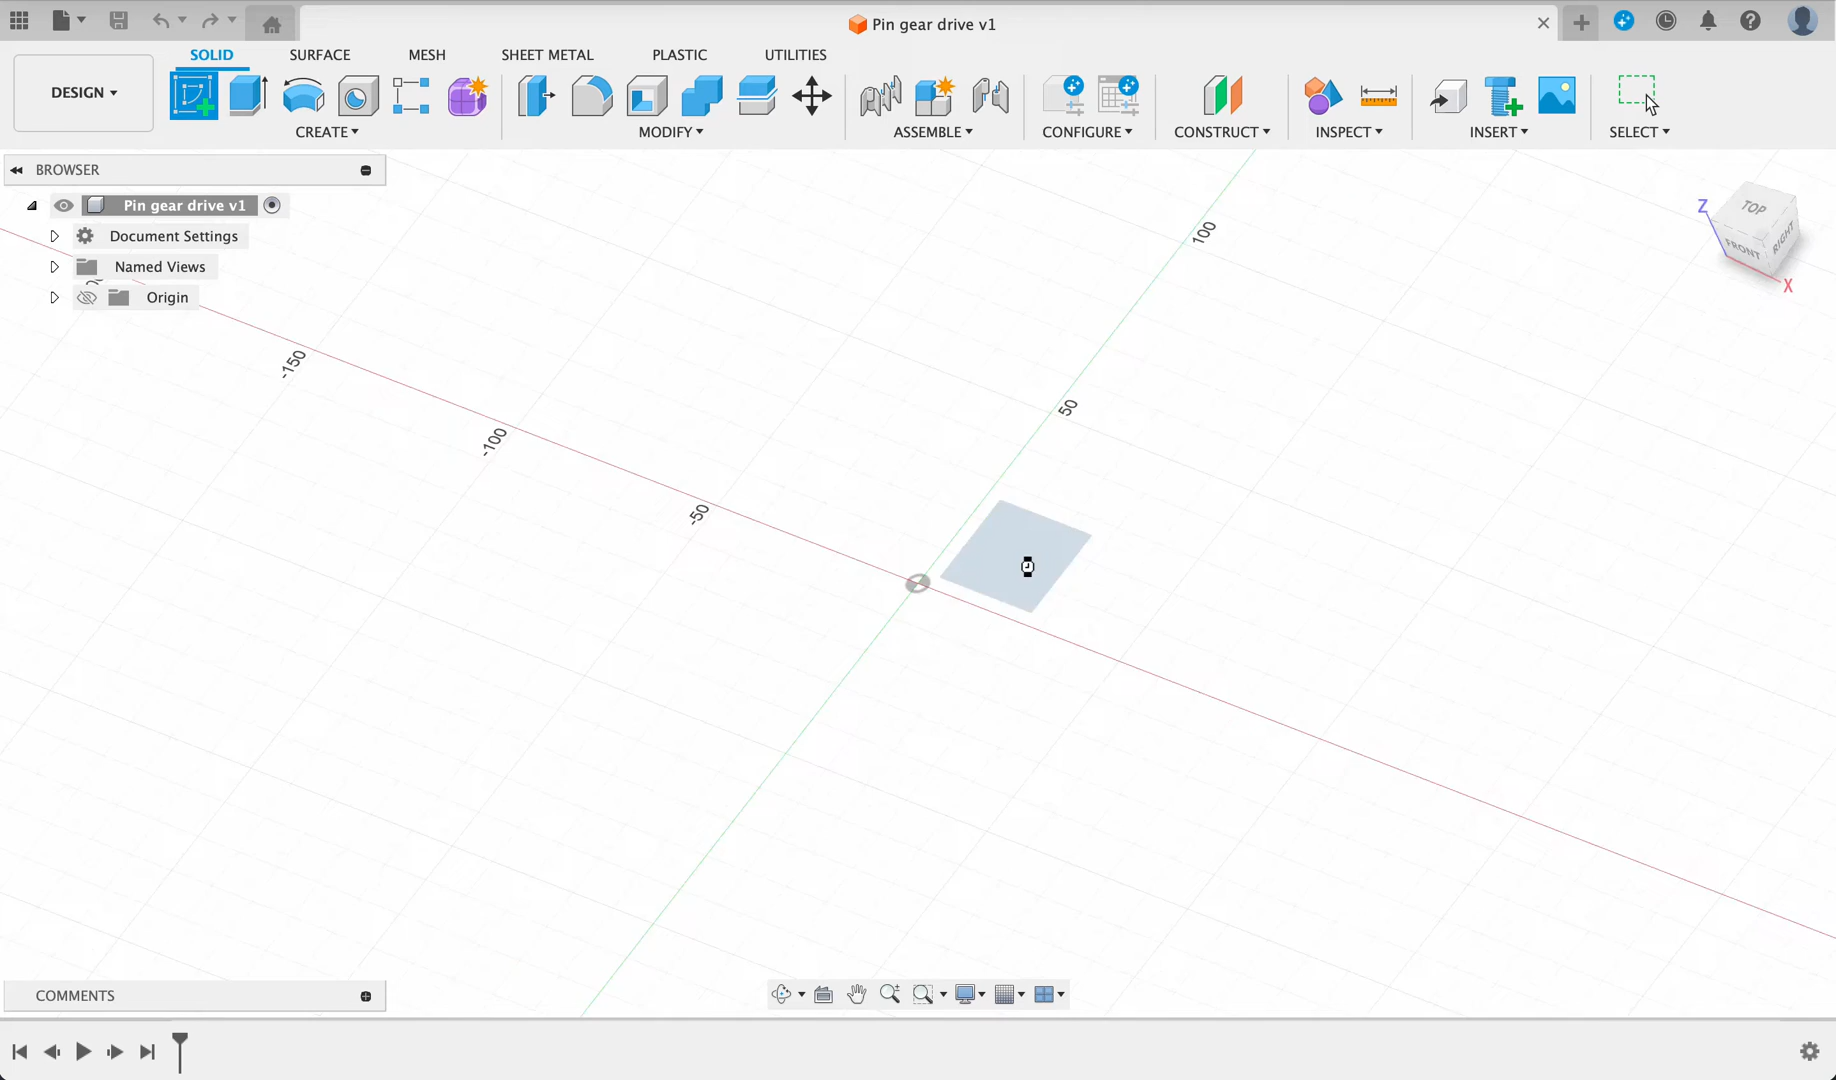 Pin gear drive v1
SOLID SURFACE MESH SHEET METAL PLASTIC UTILITIES
DESIGN
CREATE MODIFY ASSEMBLE CONFIGURE CONSTRUCT INSPECT INSERT SELECT
BROWSER
Pin gear drive v1
Document Settings
Named Views
Origin
100
50
-50
-100
-150
TOP
FRONT
RIGHT
Z
X
COMMENTS